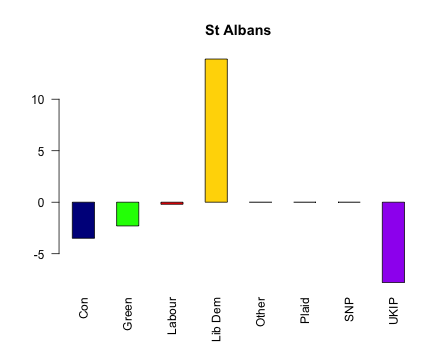 St Albans
10
5
0
-5
Con
Green
Labour
Lib Dem
Other
Plaid
SNP
UKIP